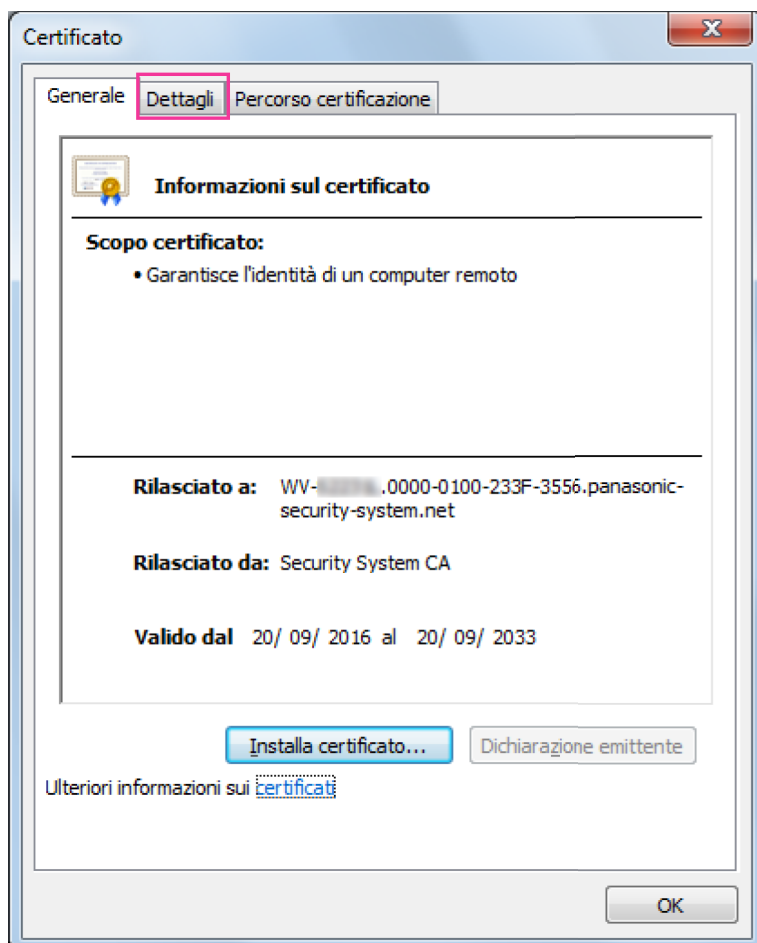 Certificato
Generale Dettagli Percorso certificazione
Informazioni sul certificato
Scopo certificato:
• Garantisce l'identità di un computer remoto
Rilasciato a: WV- .0000-0100-233F-3556.panasonic-
security-system.net
Rilasciato da: Security System CA
Valido dal 20/ 09/ 2016 al 20/ 09/ 2033
Installa certificato... Dichiarazione emittente
Ulteriori informazioni sui certificati
OK